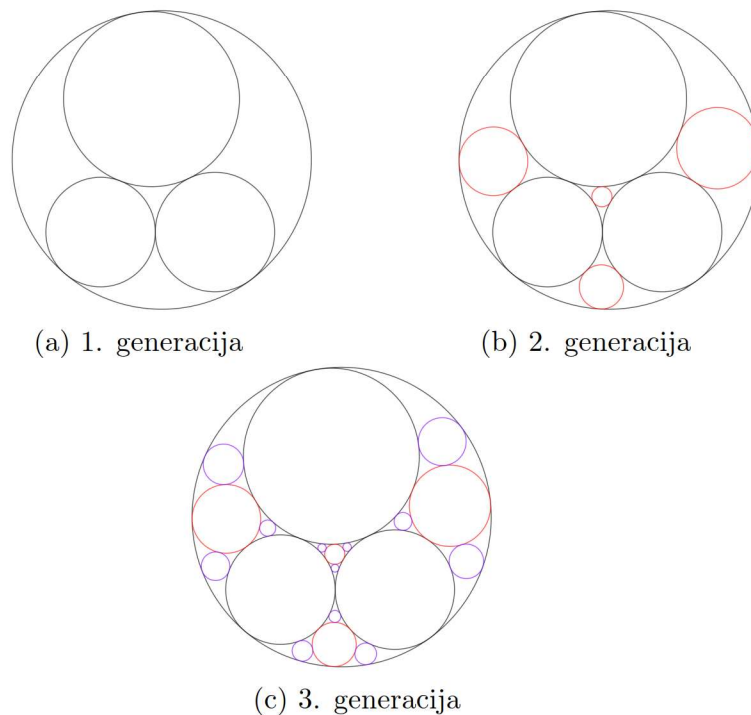 (a) 1. generacija
(b) 2. generacija
(c) 3. generacija